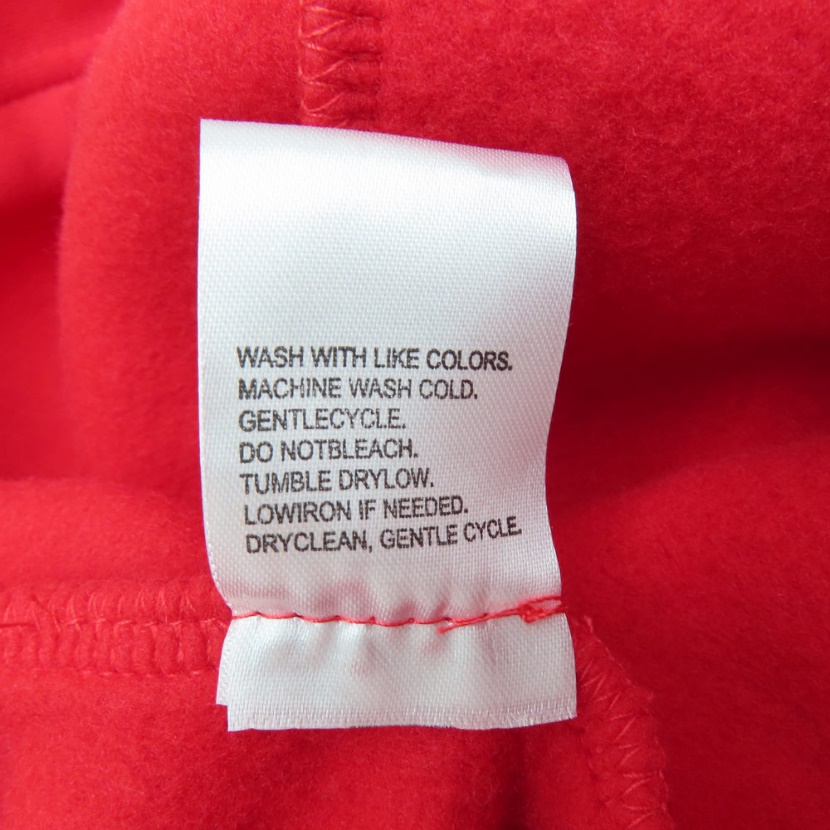 WASH WITH LIKE COLORS.
MACHINE WASH COLD.
GENTLECYCLE.
DO NOTBLEACH.
TUMBLE DRYLOW.
LOWIRON IF NEEDED.
DRYCLEAN, GENTLE CYCLE.